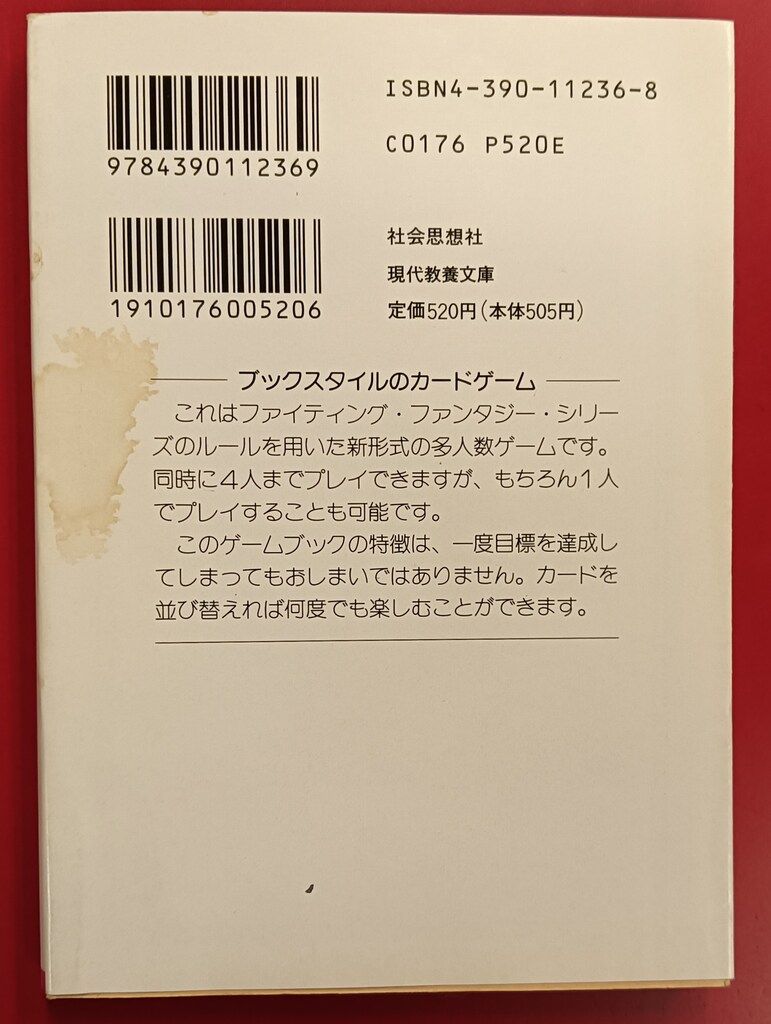 ISBN4-390-11236-8
C0176 P520E
9784390112369
1910176005206
社会思想社
現代教養文庫
定価520円(本体505円)
ブックスタイルのカードゲーム
これはファイティング・ファンタジー・シリー
ズのルールを用いた新形式の多人数ゲームです。
同時に4人までプレイできますが、もちろん1人
でプレイすることも可能です。
このゲームブックの特徴は、一度目標を達成し
てしまってもおしまいではありません。カードを
並び替えれば何度でも楽しむことができます。